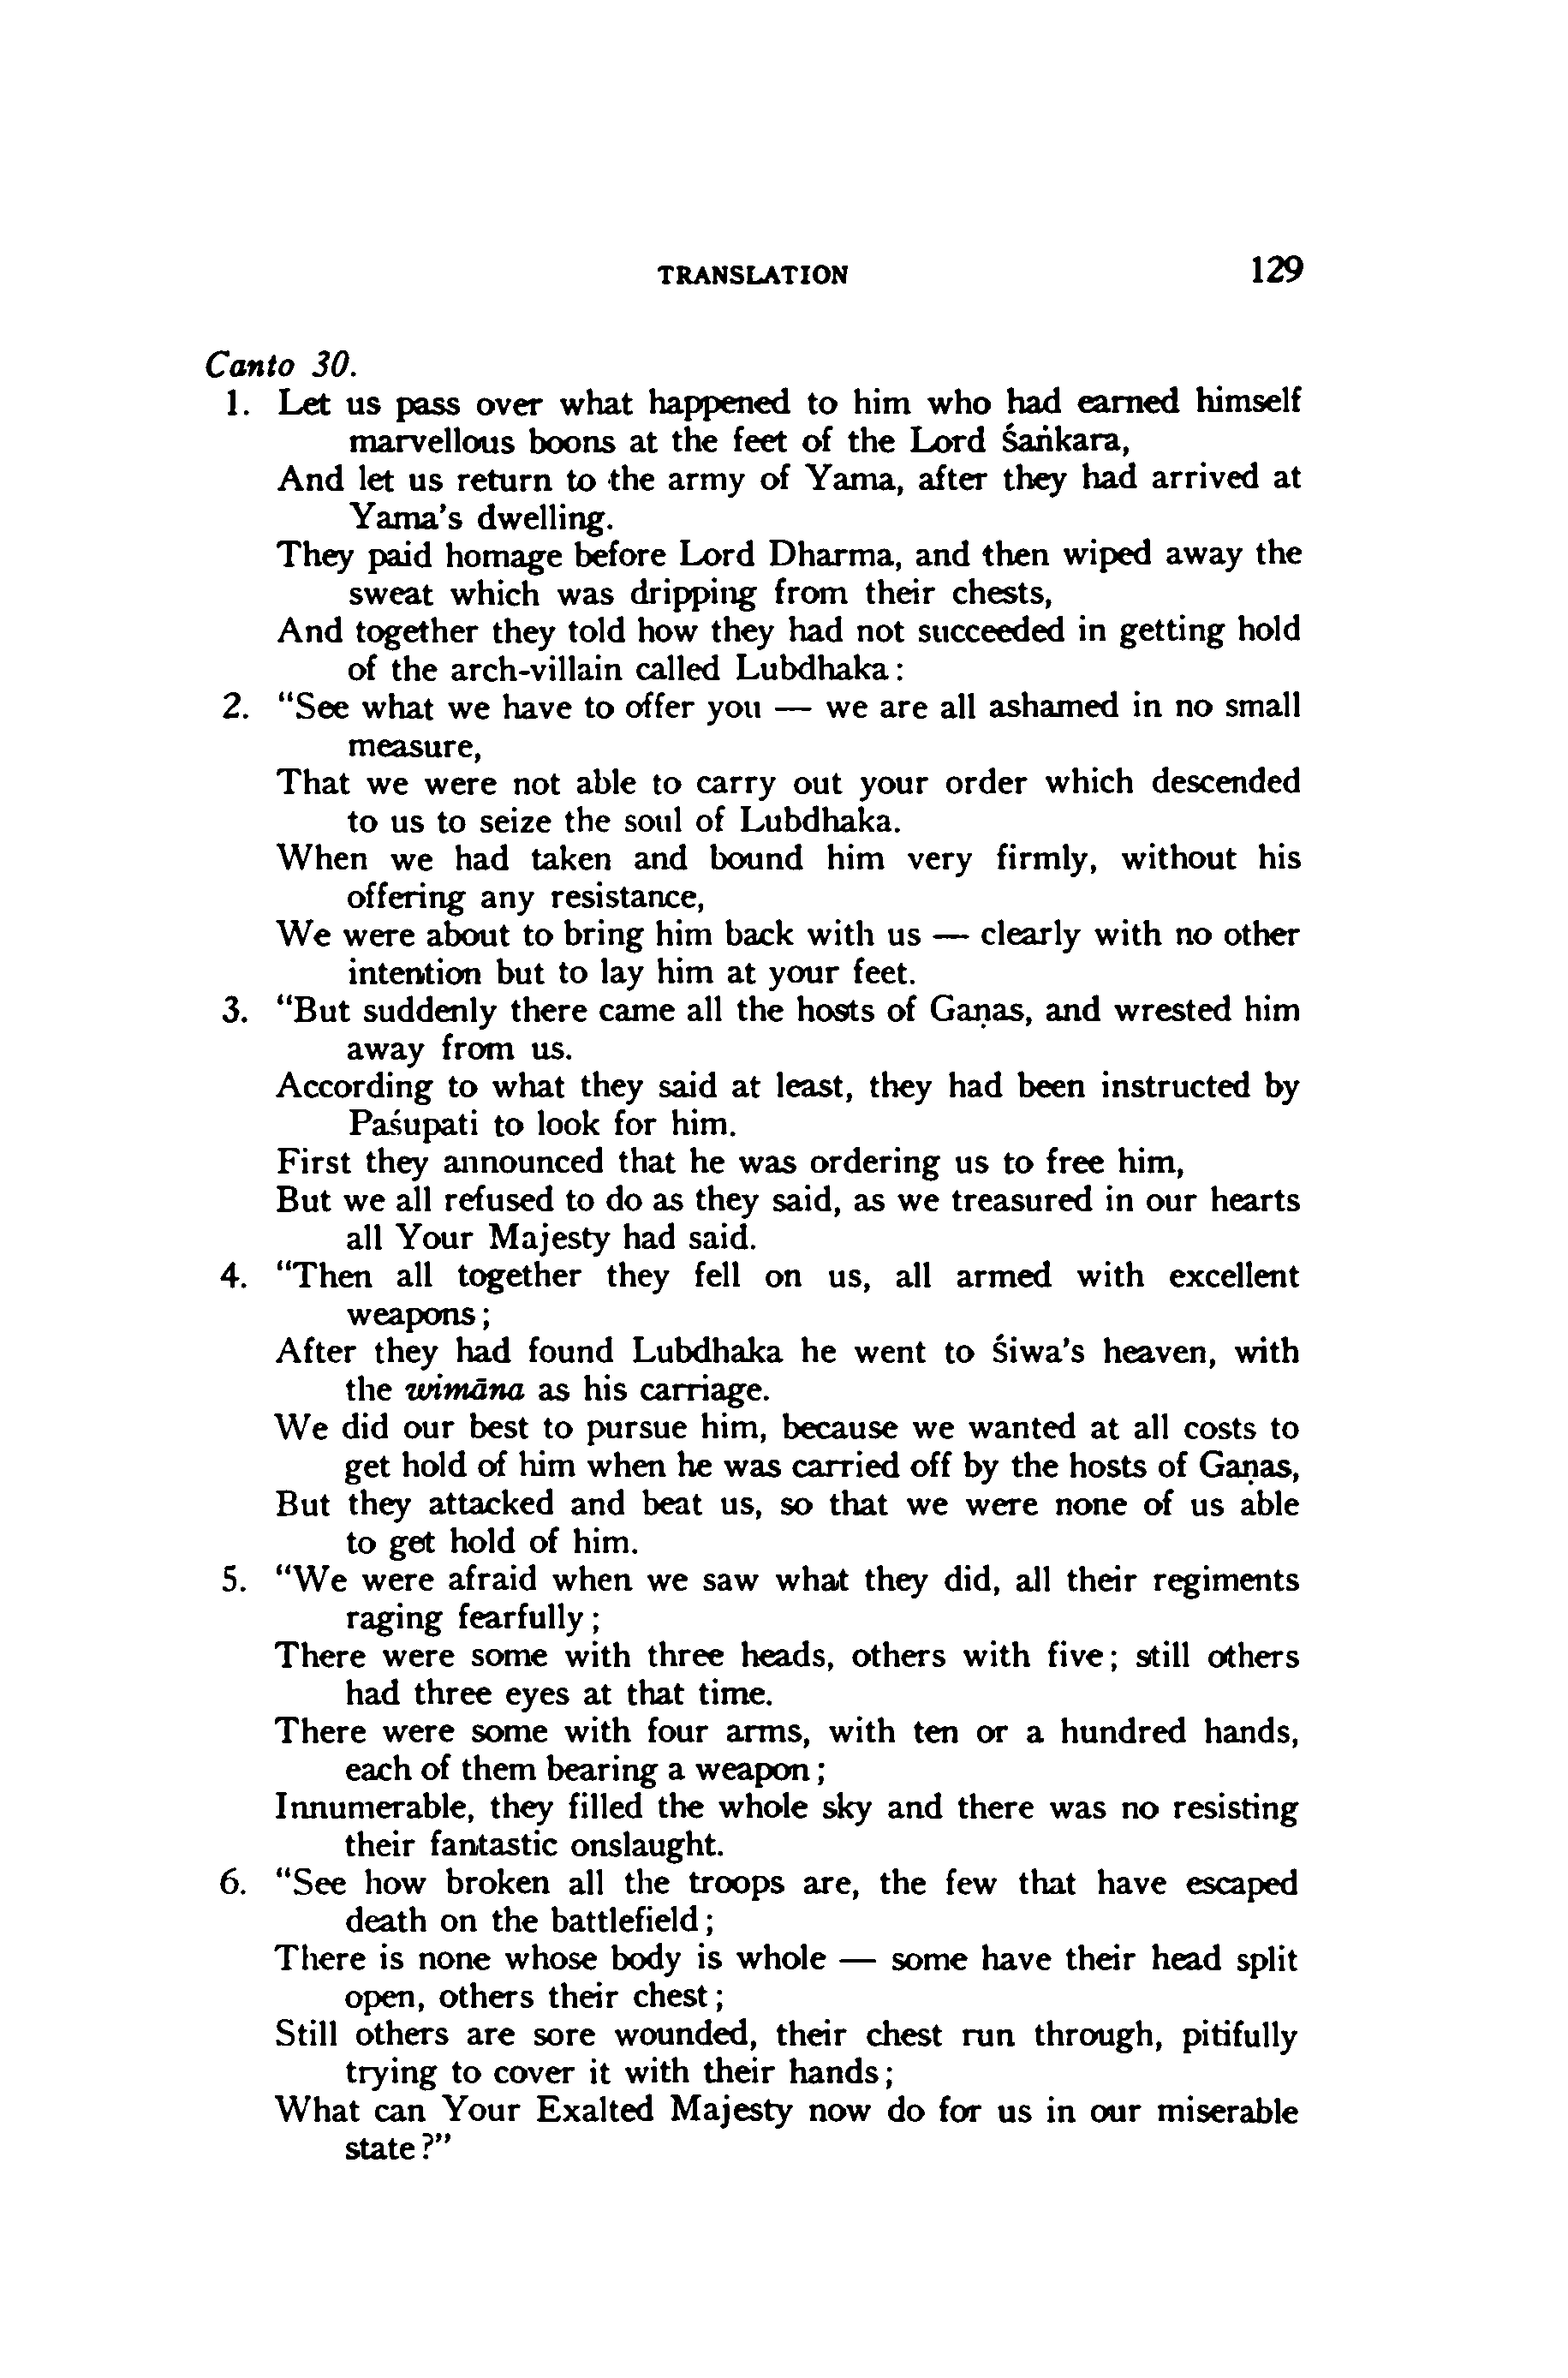 TRANSLATION 129
Canto 30.
1. Let us pass over what happened to him who had earned himself
marvellous boons at the feet of the Lord Śaṅkara,
And let us return to the army of Yama, after they had arrived at
Yama's dwelling.
They paid homage before Lord Dharma, and then wiped away the
sweat which was dripping from their chests,
And together they told how they had not succeeded in getting hold
of the arch-villain called Lubdhaka:
2. "See what we have to offer you — we are all ashamed in no small
measure,
That we were not able to carry out your order which descended
to us to seize the soul of Lubdhaka.
When we had taken and bound him very firmly, without his
offering any resistance,
We were about to bring him back with us — clearly with no other
intention but to lay him at your feet.
3. "But suddenly there came all the hosts of Gaṇas, and wrested him
away from us.
According to what they said at least, they had been instructed by
Paśupati to look for him.
First they announced that he was ordering us to free him,
But we all refused to do as they said, as we treasured in our hearts
all Your Majesty had said.
4. "Then all together they fell on us, all armed with excellent
weapons;
After they had found Lubdhaka he went to Śiwa's heaven, with
the wimāna as his carriage.
We did our best to pursue him, because we wanted at all costs to
get hold of him when he was carried off by the hosts of Gaṇas,
But they attacked and beat us, so that we were none of us able
to get hold of him.
5. "We were afraid when we saw what they did, all their regiments
raging fearfully;
There were some with three heads, others with five; still others
had three eyes at that time.
There were some with four arms, with ten or a hundred hands,
each of them bearing a weapon;
Innumerable, they filled the whole sky and there was no resisting
their fantastic onslaught.
6. "See how broken all the troops are, the few that have escaped
death on the battlefield;
There is none whose body is whole — some have their head split
open, others their chest;
Still others are sore wounded, their chest run through, pitifully
trying to cover it with their hands;
What can Your Exalted Majesty now do for us in our miserable
state?"